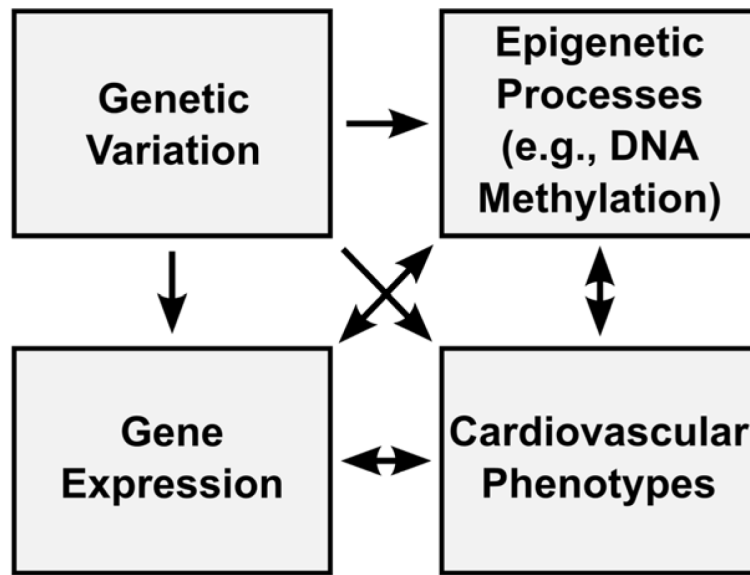 Genetic
Variation
Epigenetic
Processes
(e.g., DNA
Methylation)
Gene
Expression
Cardiovascular
Phenotypes